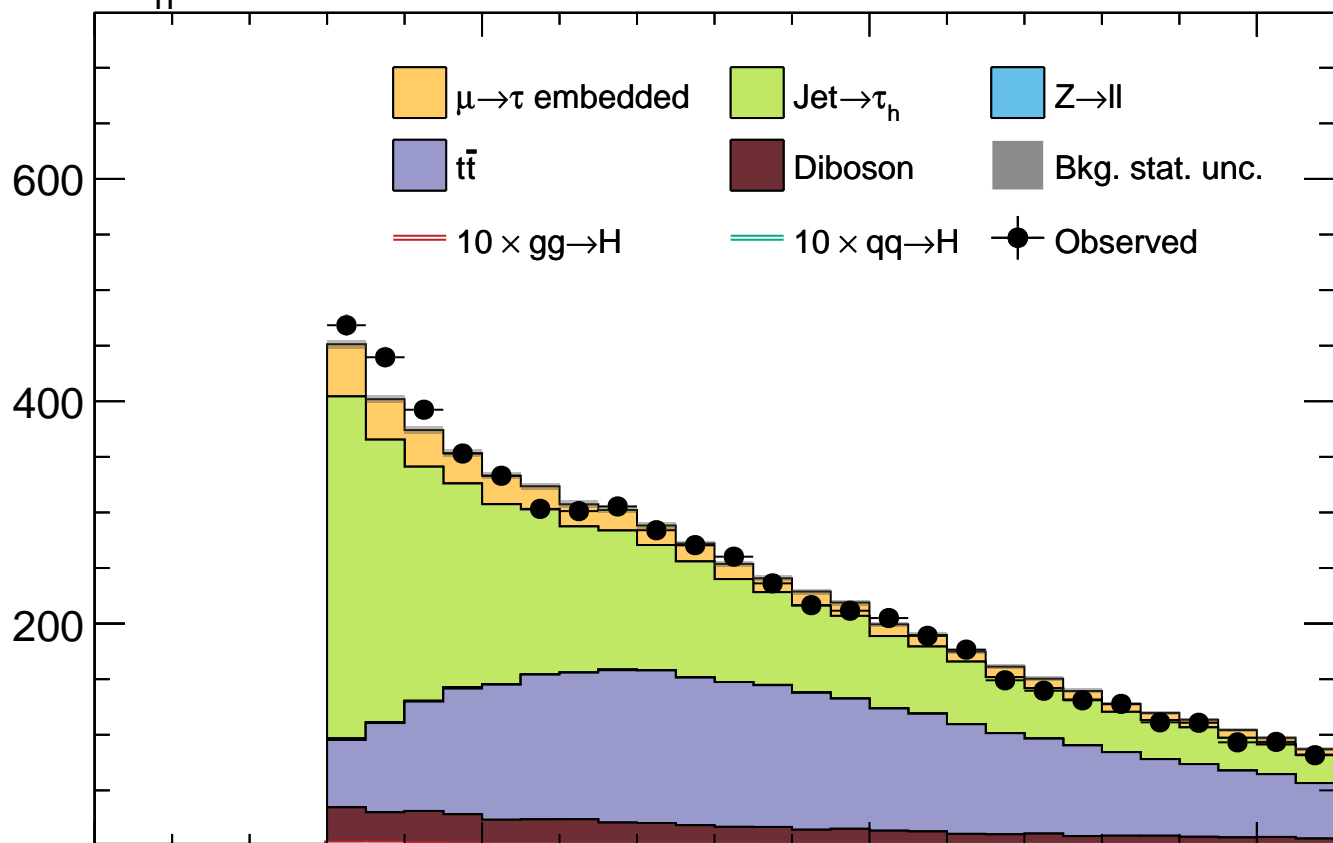 μ→τ embedded Jet→τh Z→ll
600 tt̄ Diboson Bkg. stat. unc.
10 × gg→H 10 × qq→H Observed
400
200